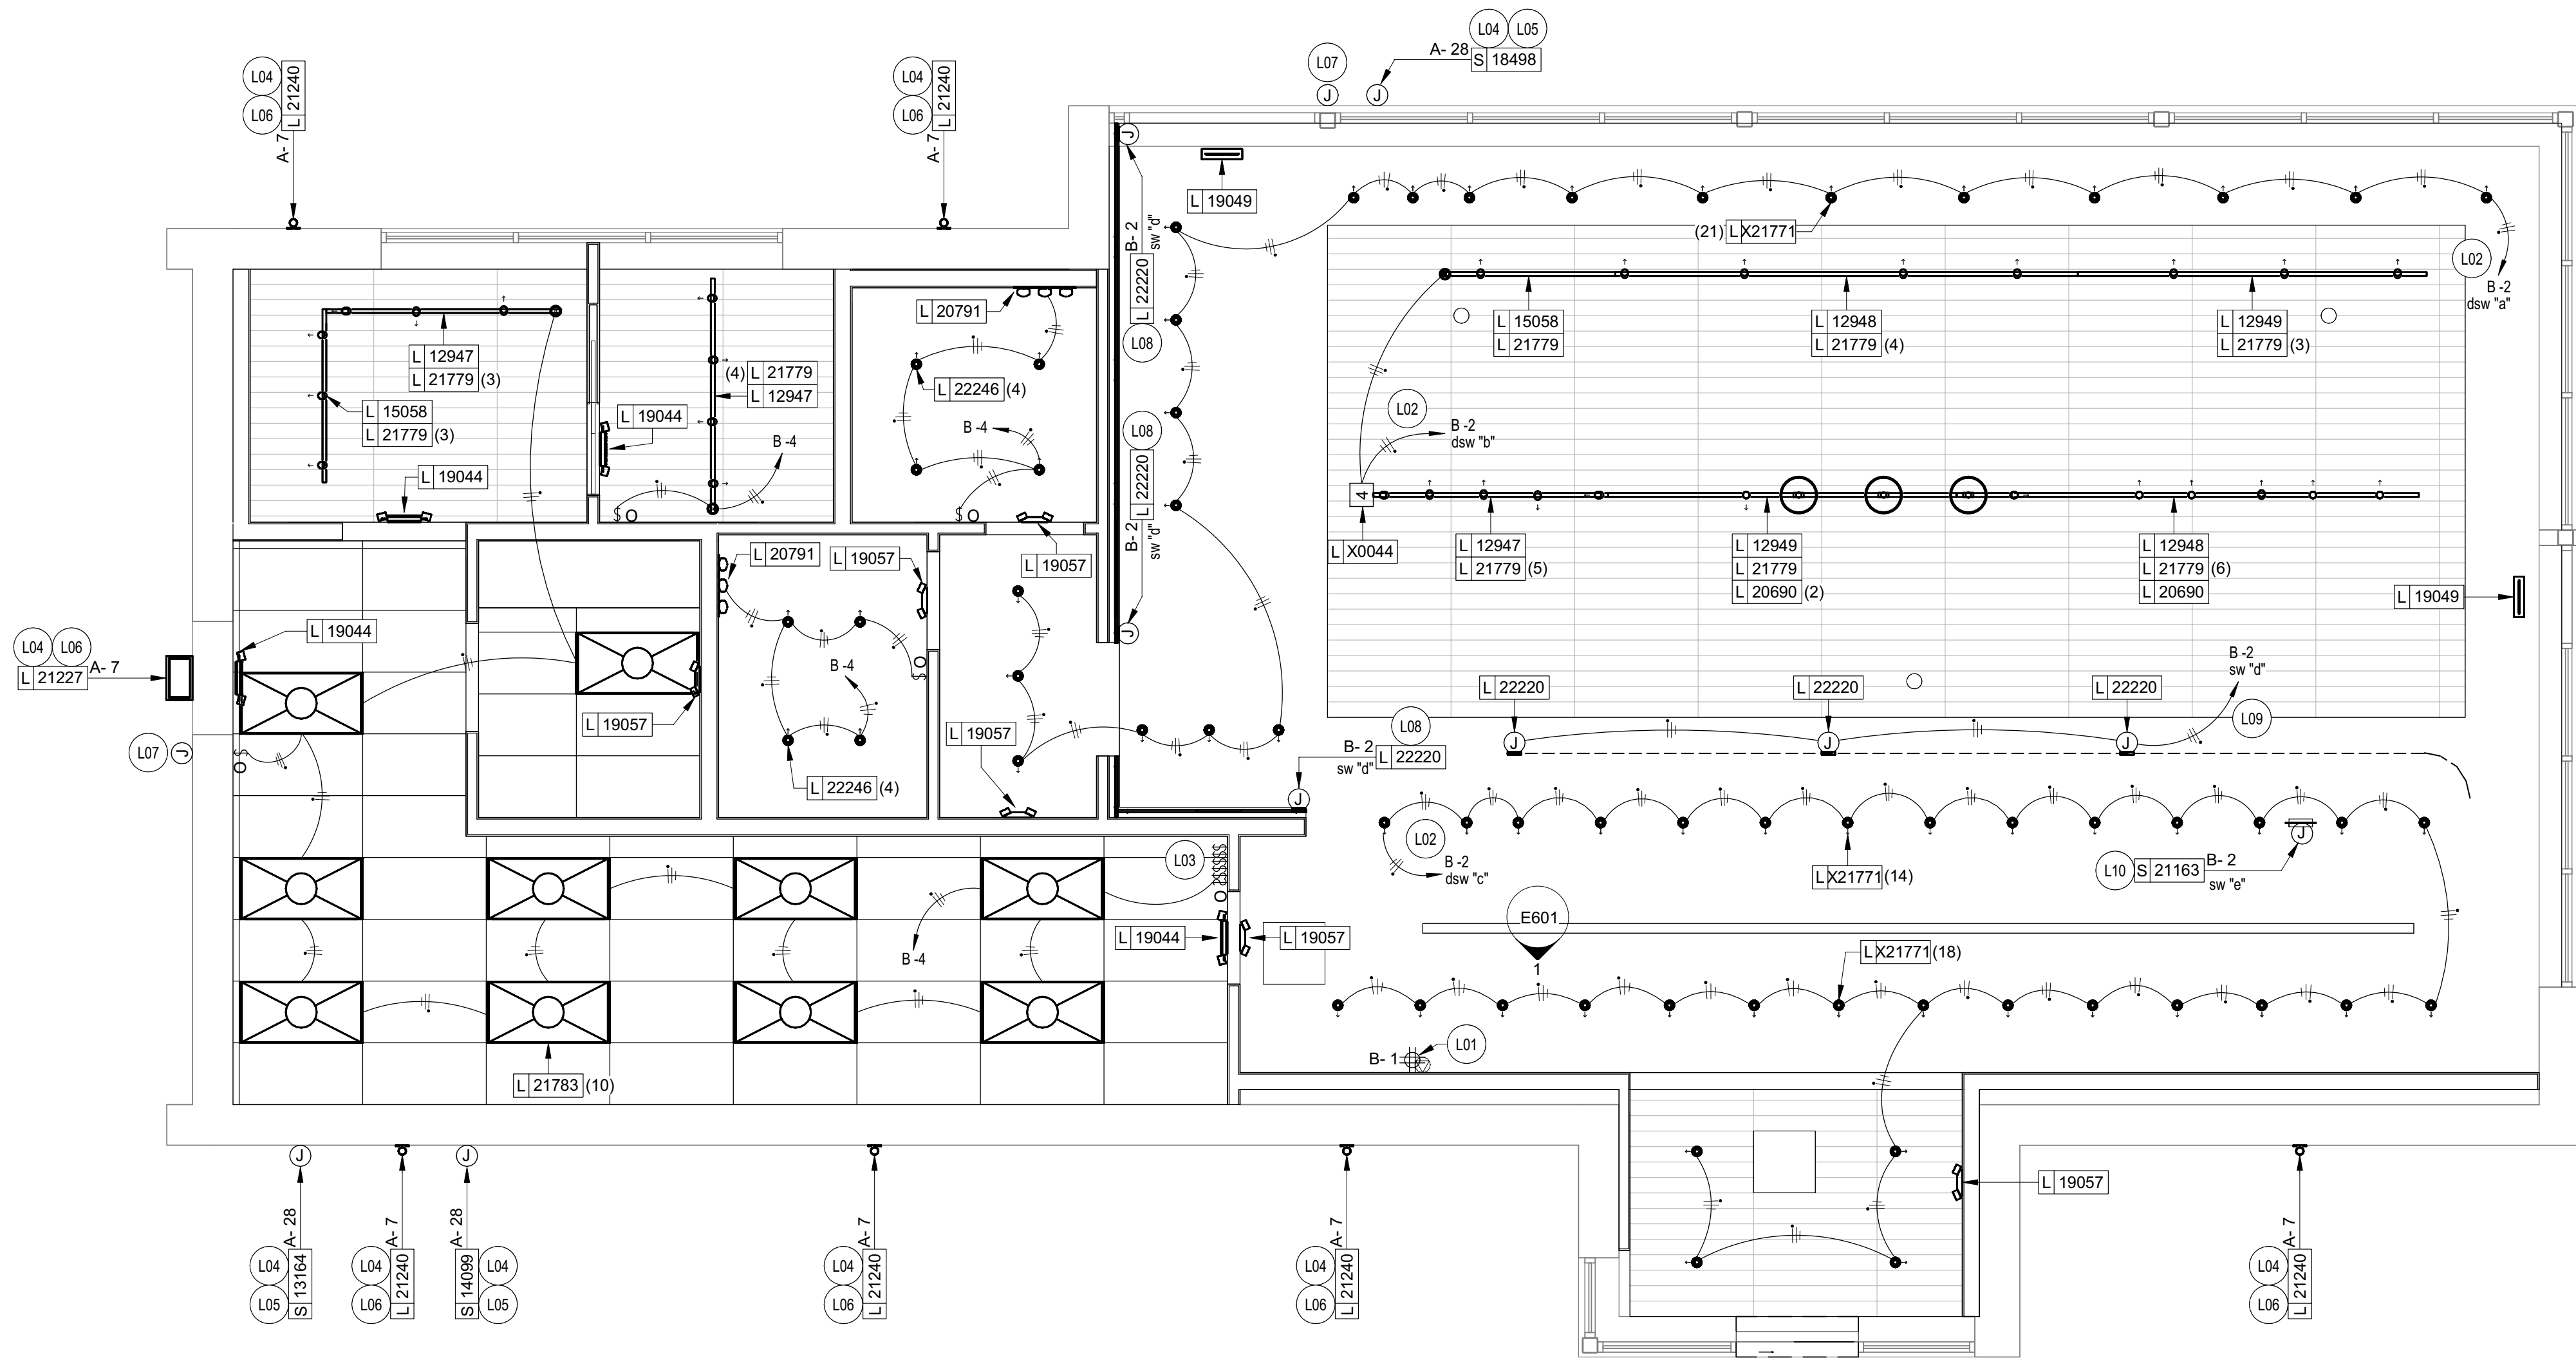 L04 L05
A- 28
S 18498
L07
J
J
L04
L06
L 21240
A- 7
L04
L06
L 21240
A- 7
J
L 19049
B- 2
sw "d"
L 22220
L08
(21) L X21771
L02
B -2
dsw "a"
L 20791
L 22246 (4)
B -4
L 12947
L 21779 (3)
L 15058
L 21779 (3)
L 19044
L 19044
(4) L 21779
L 12947
B -4
$ O
$ O
L 15058
L 21779
L 12948
L 21779 (4)
L 12949
L 21779 (3)
L02
B -2
dsw "b"
L08
L 22220
B- 2
sw "d"
J
4
L X0044
L 12947
L 21779 (5)
L 12949
L 21779
L 20690 (2)
L 12948
L 21779 (6)
L 20690
L 19049
L 20791
L 19057
L 19057
L 19044
L04 L06
L 21227
A- 7
L07
J
$ O
L 19057
B -4
$ O
L 22246 (4)
L 19057
L 22220
L 22220
L 22220
J
J
J
B -2
sw "d"
L09
L08
B- 2
sw "d"
L 22220
J
L02
B -2
dsw "c"
L X21771 (14)
L10
S 21163
B- 2
sw "e"
J
L03
$$$$$
O
B -4
L 19044
L 19057
E601
1
L X21771 (18)
B- 1
L01
L 21783 (10)
L 19057
J
A- 28
L04
L05
S 13164
A- 7
L04
L06
L 21240
J
A- 28
S 14099
L04
L05
A- 7
L04
L06
L 21240
A- 7
L04
L06
L 21240
A- 7
L04
L06
L 21240